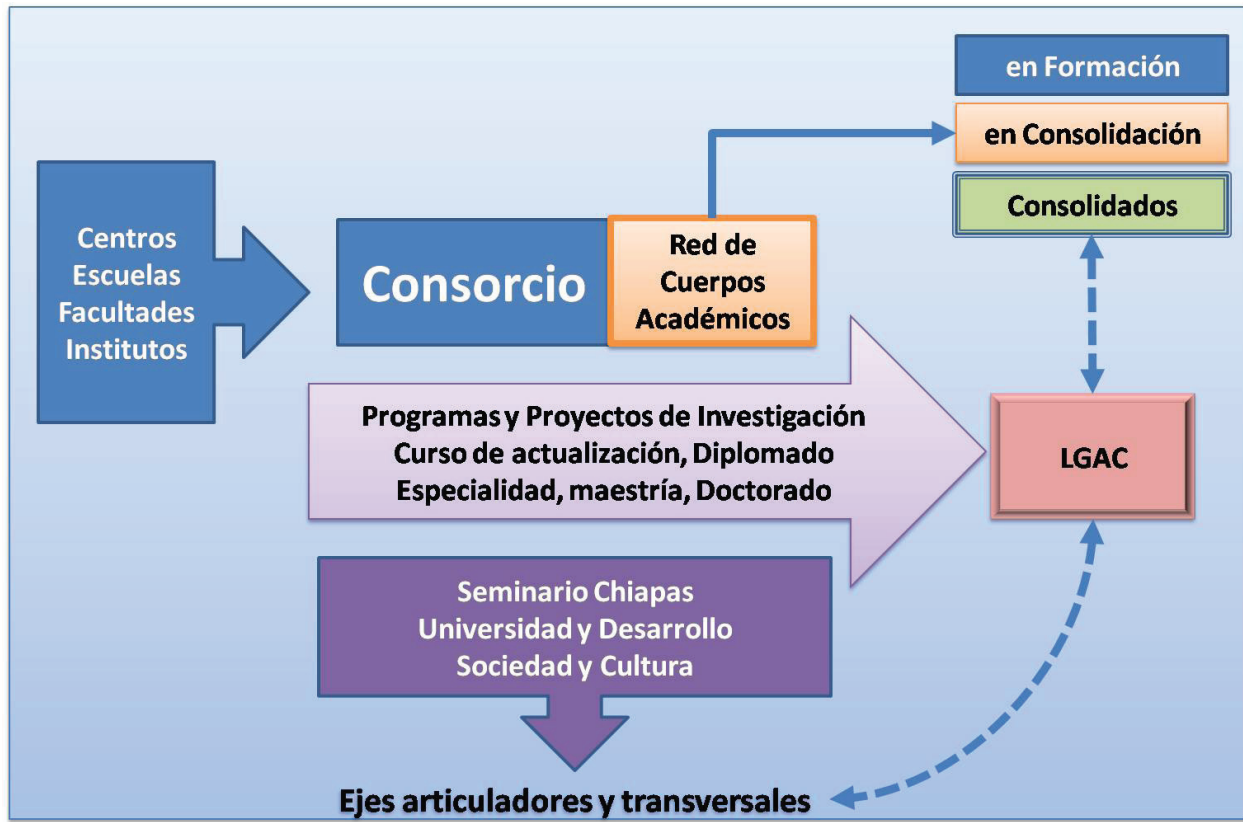 en Formación
en Consolidación
Consolidados
Centros
Escuelas
Facultades
Institutos
Consorcio
Red de
Cuerpos
Académicos
Programas y Proyectos de Investigación
Curso de actualización, Diplomado
Especialidad, maestría, Doctorado
LGAC
Seminario Chiapas
Universidad y Desarrollo
Sociedad y Cultura
Ejes articuladores y transversales